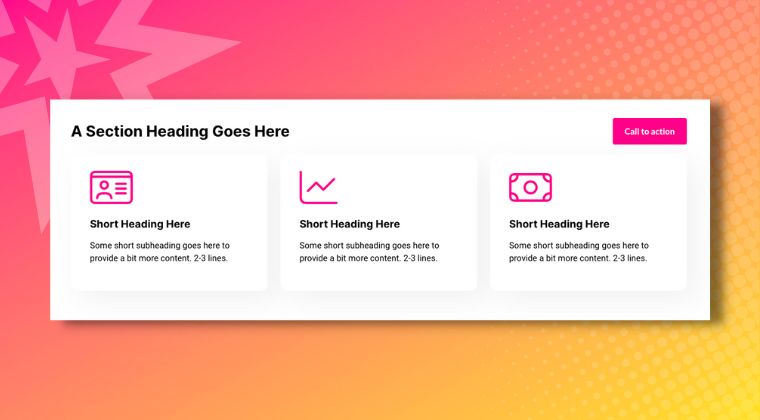 A Section Heading Goes Here
Call to action
Short Heading Here
Some short subheading goes here to
provide a bit more content. 2-3 lines.
Short Heading Here
Some short subheading goes here to
provide a bit more content. 2-3 lines.
Short Heading Here
Some short subheading goes here to
provide a bit more content. 2-3 lines.